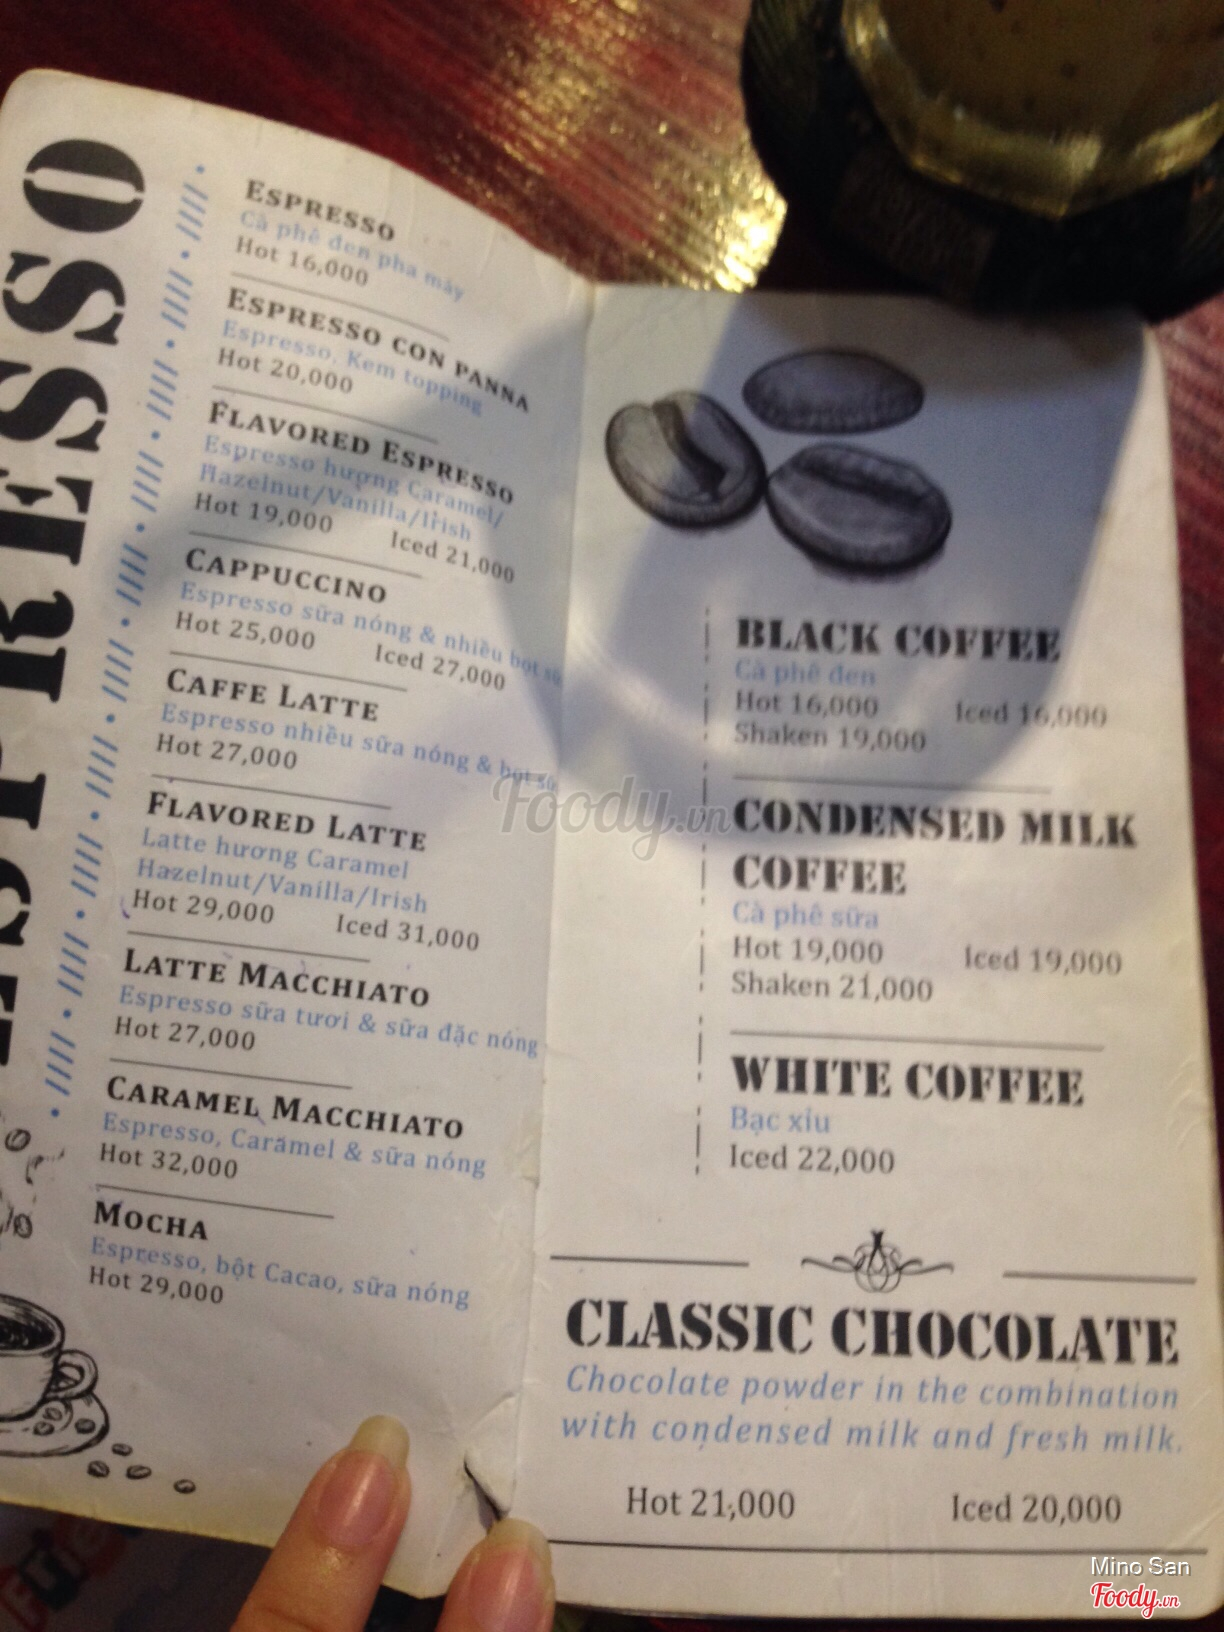 ESPRESSO
ESPRESSO
Cà phê đen pha máy
Hot 16,000
ESPRESSO CON PANNA
Espresso, Kem topping
Hot 20,000
FLAVORED ESPRESSO
Espresso hương Caramel/
Hazelnut/Vanilla/Irish
Hot 19,000 Iced 21,000
CAPPUCCINO
Espresso sữa nóng & nhiều bọt sữ
Hot 25,000 Iced 27,000
CAFFE LATTE
Espresso nhiều sữa nóng & bọt sữ
Hot 27,000
FLAVORED LATTE
Latte hương Caramel
Hazelnut/Vanilla/Irish
Hot 29,000 Iced 31,000
LATTE MACCHIATO
Espresso sữa tươi & sữa đặc nóng
Hot 27,000
CARAMEL MACCHIATO
Espresso, Caramel & sữa nóng
Hot 32,000
MOCHA
Espresso, bột Cacao, sữa nóng
Hot 29,000
BLACK COFFEE
Cà phê đen
Hot 16,000 Iced 16,000
Shaken 19,000
CONDENSED MILK
COFFEE
Cà phê sữa
Hot 19,000 Iced 19,000
Shaken 21,000
WHITE COFFEE
Bạc xỉu
Iced 22,000
CLASSIC CHOCOLATE
Chocolate powder in the combination
with condensed milk and fresh milk.
Hot 21,000 Iced 20,000
Foody.vn
Mino San
Foody.vn